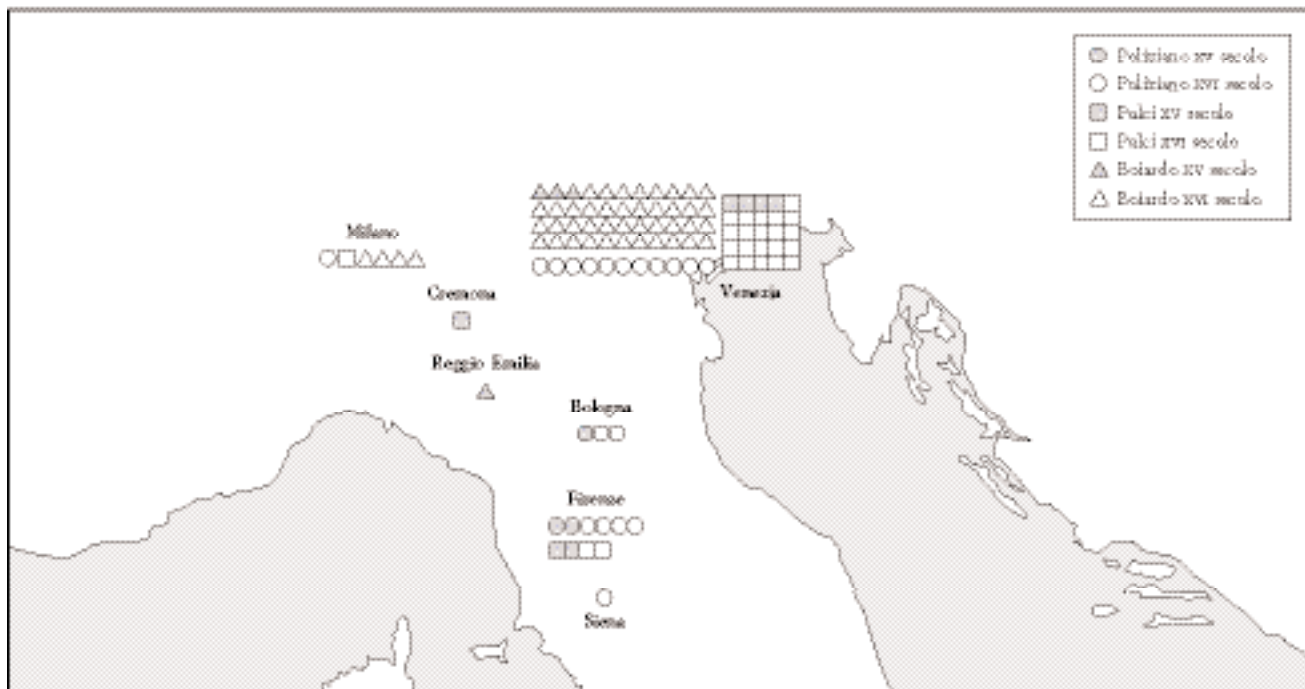 Poliziano XV secolo
Poliziano XVI secolo
Pulci XV secolo
Pulci XVI secolo
Boiardo XV secolo
Boiardo XVI secolo
Milano
Cremona
Venezia
Reggio Emilia
Bologna
Firenze
Siena